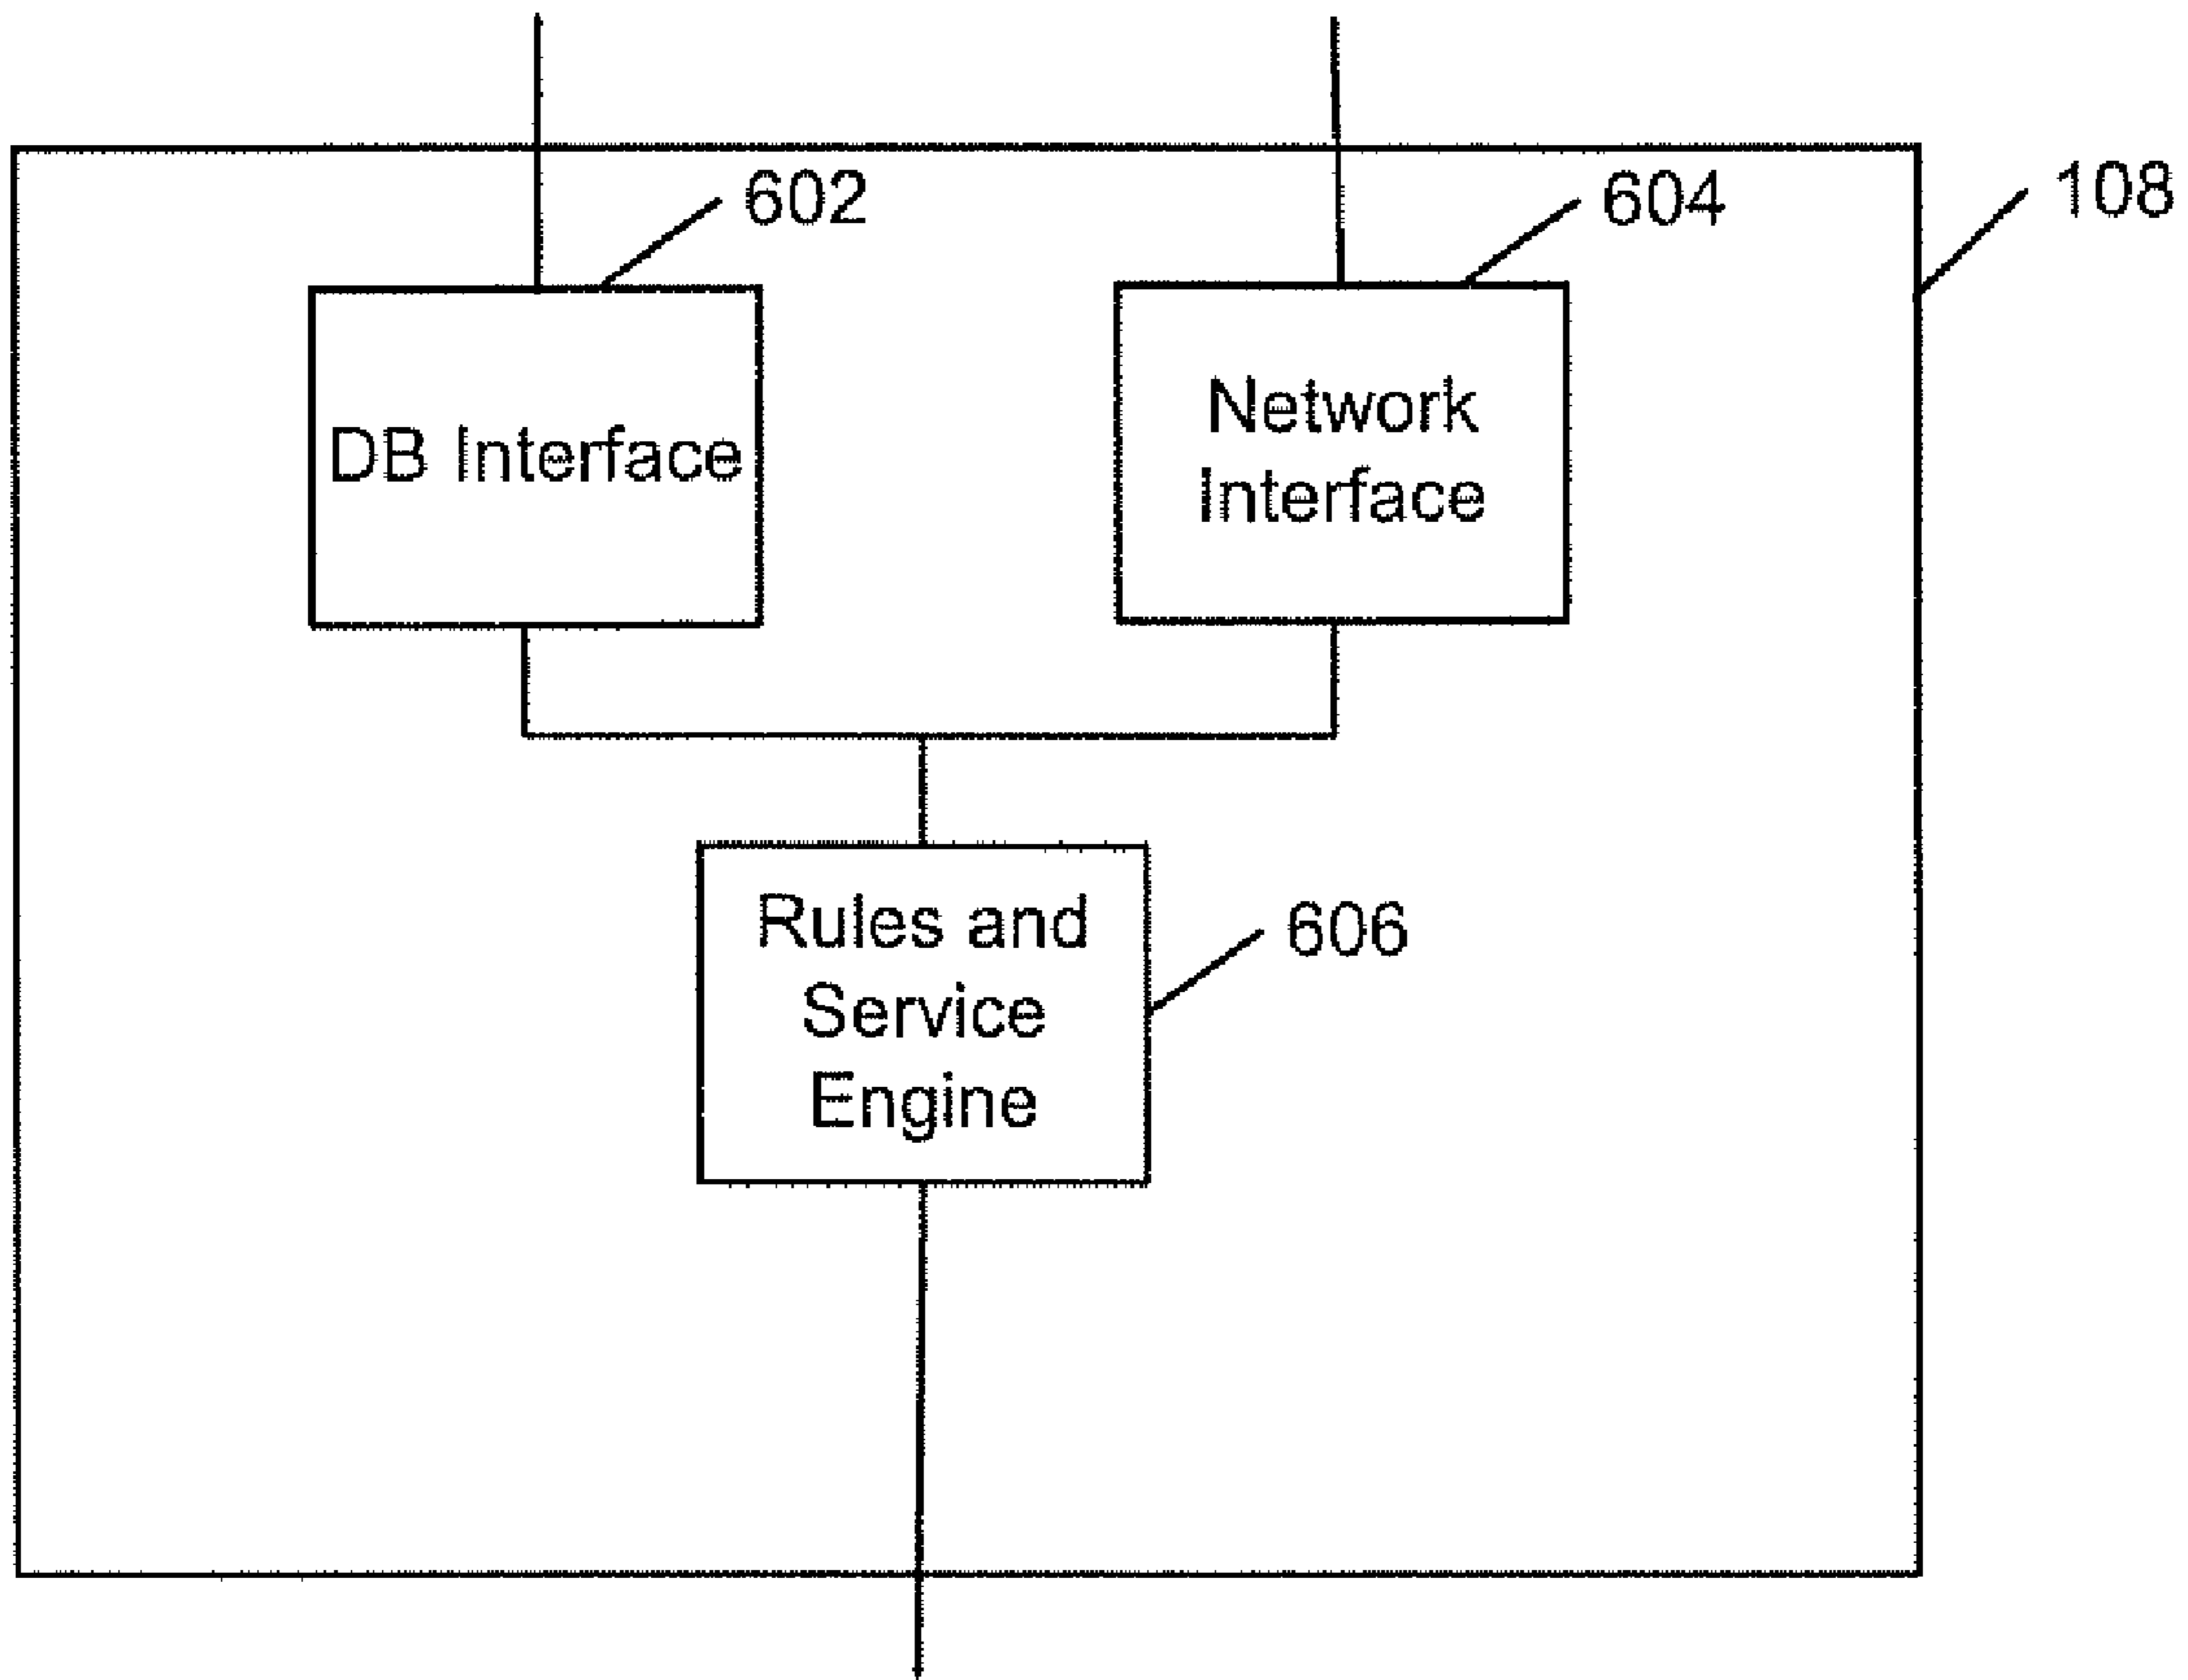 602
604
108
DB Interface
Network
Interface
Rules and
Service
Engine
606